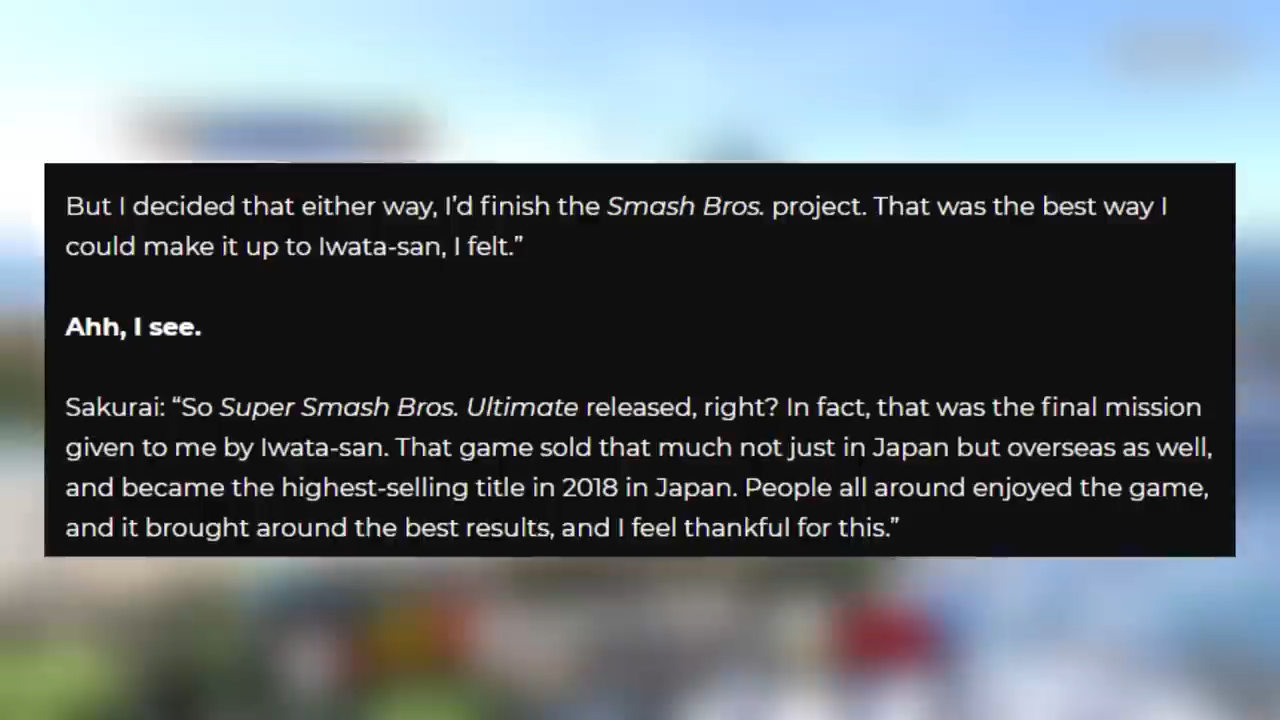 But I decided that either way, I’d finish the Smash Bros. project. That was the best way I
could make it up to Iwata-san, I felt.”
Ahh, I see.
Sakurai: “So Super Smash Bros. Ultimate released, right? In fact, that was the final mission
given to me by Iwata-san. That game sold that much not just in Japan but overseas as well,
and became the highest-selling title in 2018 in Japan. People all around enjoyed the game,
and it brought around the best results, and I feel thankful for this.”